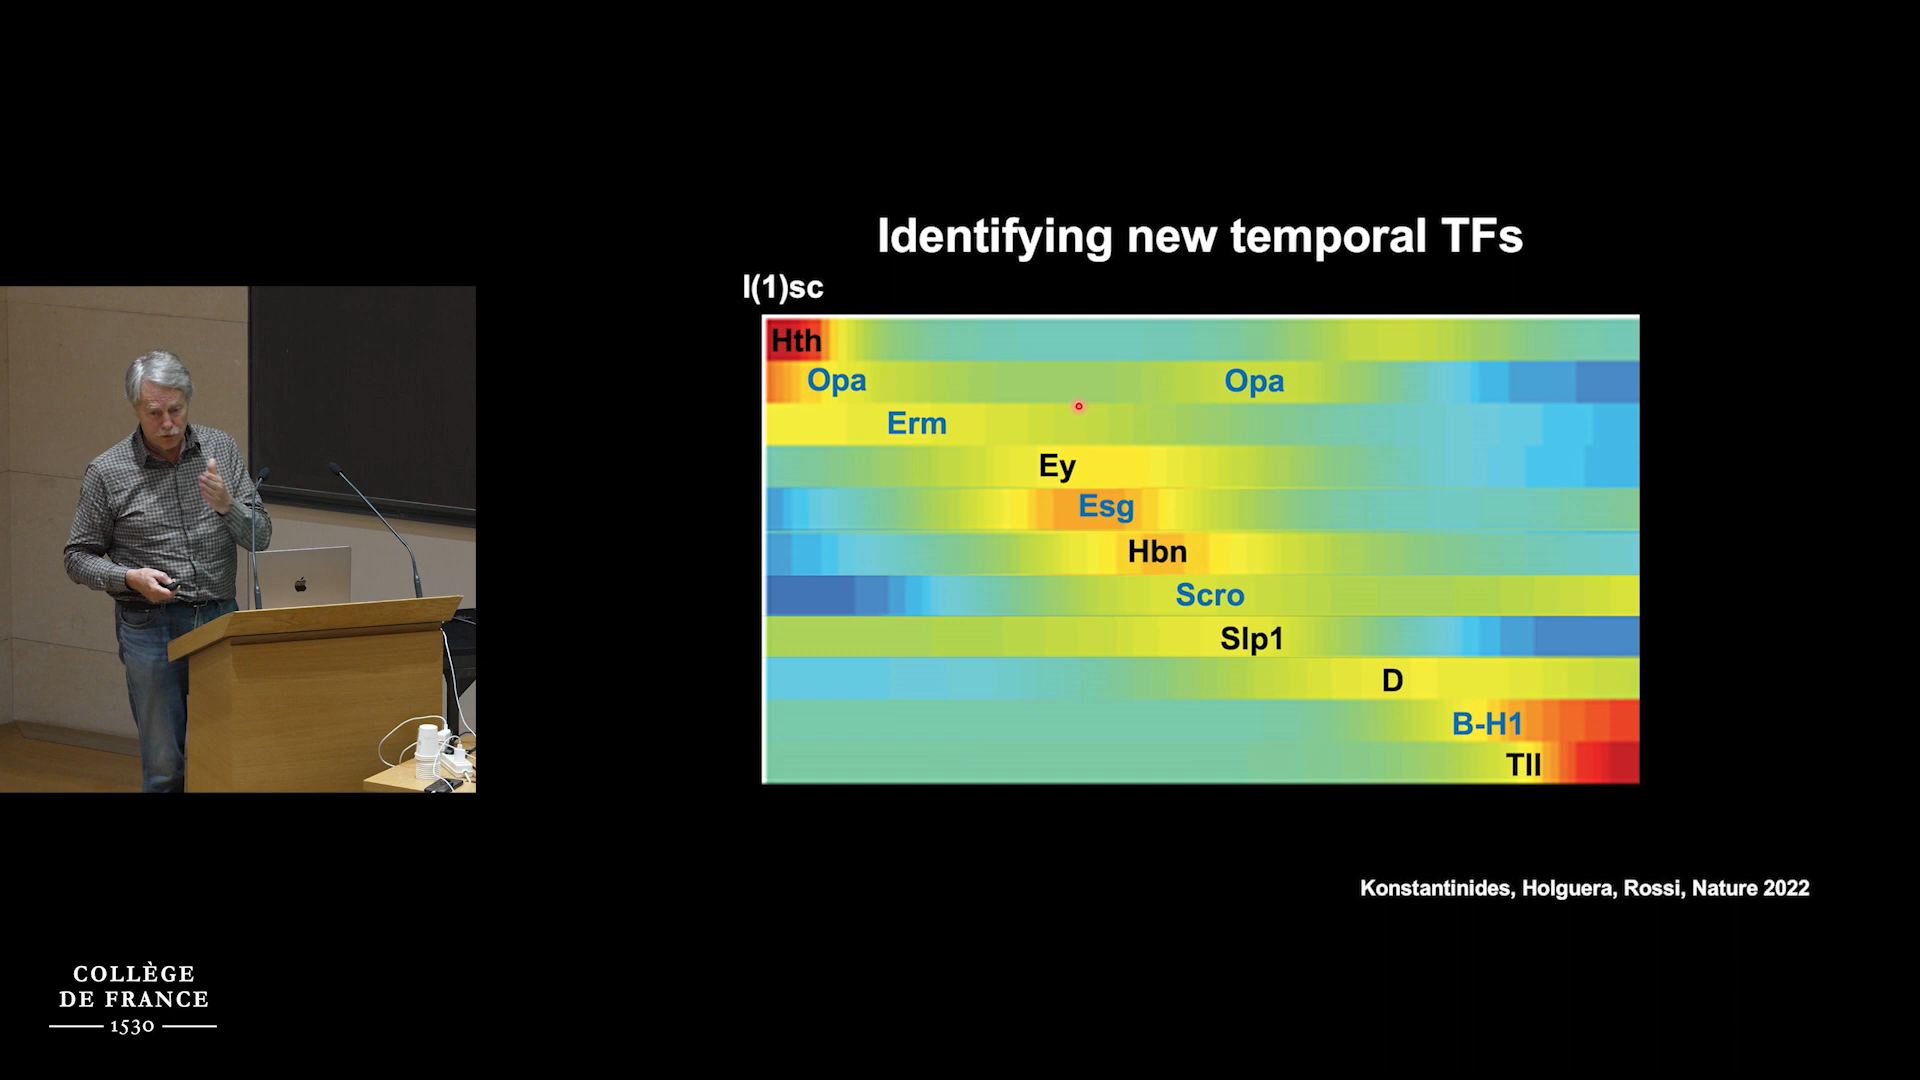 Identifying new temporal TFs
l(1)sc
Hth
Opa Opa
Erm
Ey
Esg
Hbn
Scro
Slp1
D
B-H1
Tll
Konstantinides, Holguera, Rossi, Nature 2022
COLLÈGE
DE FRANCE
1530